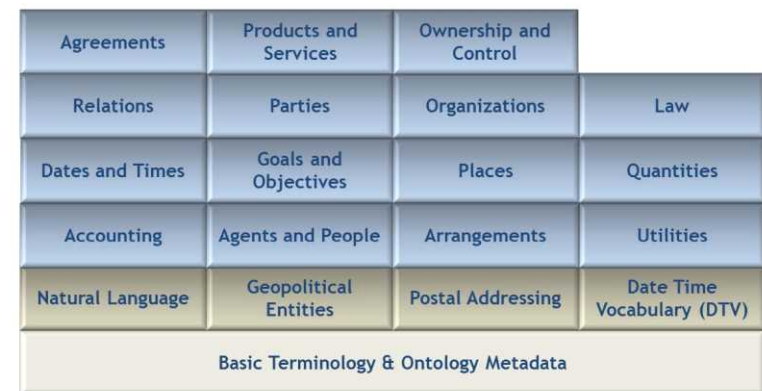 Agreements
Products and
Services
Ownership and
Control
Relations
Parties
Organizations
Law
Dates and Times
Goals and
Objectives
Places
Quantities
Accounting
Agents and People
Arrangements
Utilities
Natural Language
Geopolitical
Entities
Postal Addressing
Date Time
Vocabulary (DTV)
Basic Terminology & Ontology Metadata